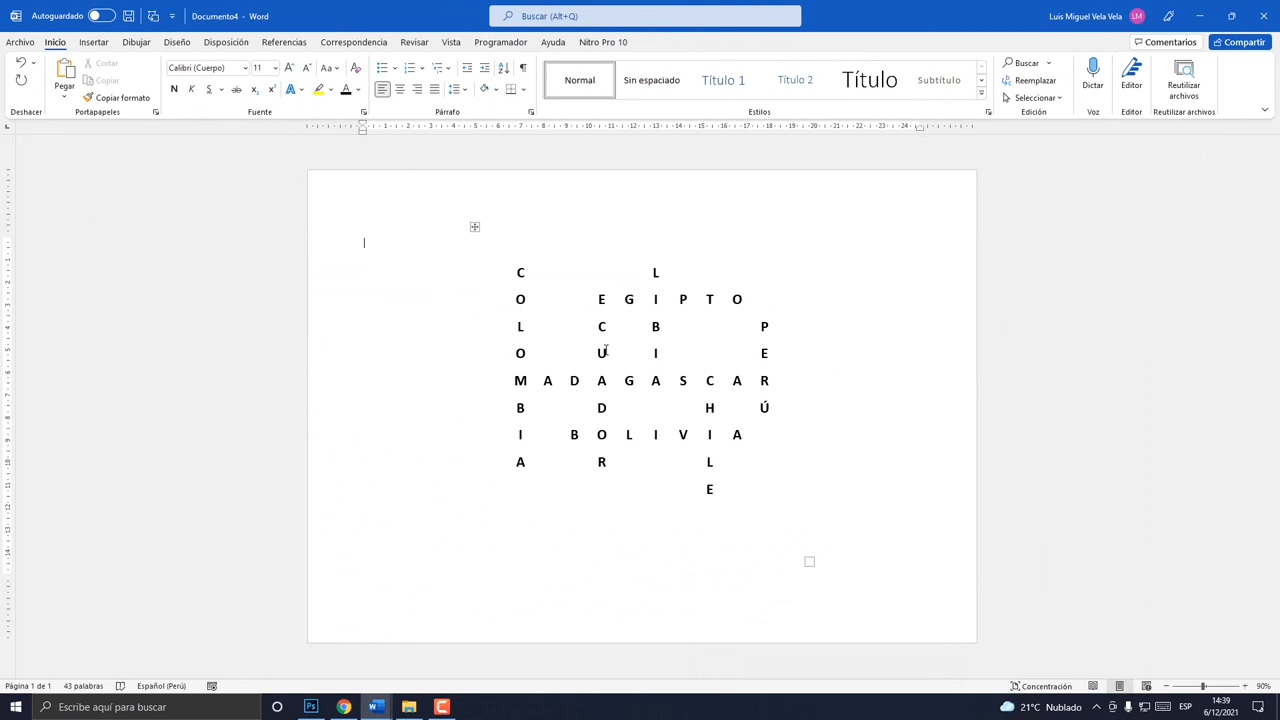 Autoguardado
Documento4 - Word
Buscar (Alt+Q)
Luis Miguel Vela Vela
LM
Archivo Inicio Insertar Dibujar Diseño Disposición Referencias Correspondencia Revisar Vista Programador Ayuda Nitro Pro 10
Comentarios
Compartir
Deshacer
Pegar
Cortar
Copiar
Copiar formato
Portapapeles
Calibri (Cuerpo) 11
Fuente
Párrafo
Normal
Sin espaciado
Título 1
Título 2
Título
Subtítulo
Estilos
Buscar
Reemplazar
Seleccionar
Edición
Dictar
Voz
Editor
Editor
Reutilizar archivos
Reutilizar archivos
C L
O E G I P T O
L C B P
O U I E
M A D A G A S C A R
B D H Ú
I B O L I V I A
A R L
E
Página 1 de 1 43 palabras Español (Perú)
Concentración
90%
Escribe aquí para buscar
21°C Nublado
ESP
14:39
6/12/2021